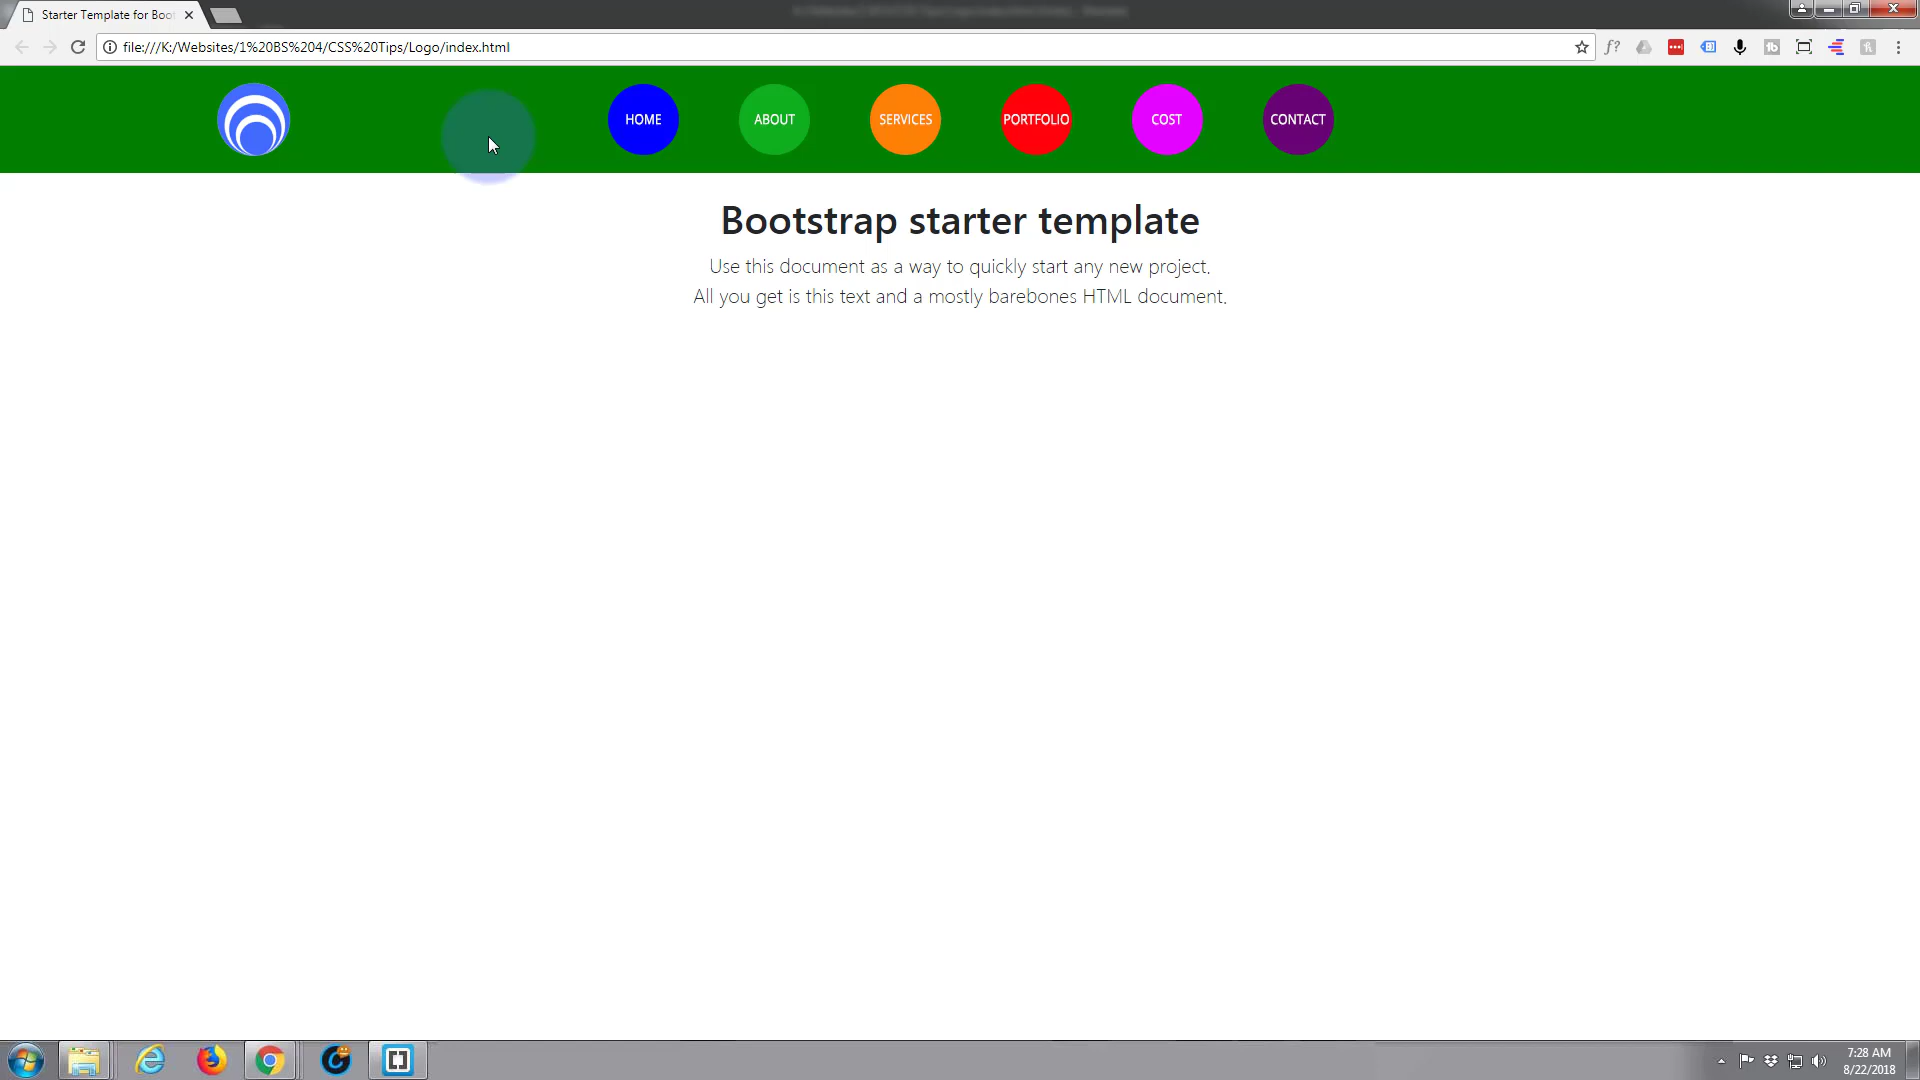 Starter Template for Boot
file:///K:/Websites/1%20BS%204/CSS%20Tips/Logo/index.html
f?
HOME
ABOUT
SERVICES
PORTFOLIO
COST
CONTACT
Bootstrap starter template
Use this document as a way to quickly start any new project.
All you get is this text and a mostly barebones HTML document.
7:28 AM
8/22/2018